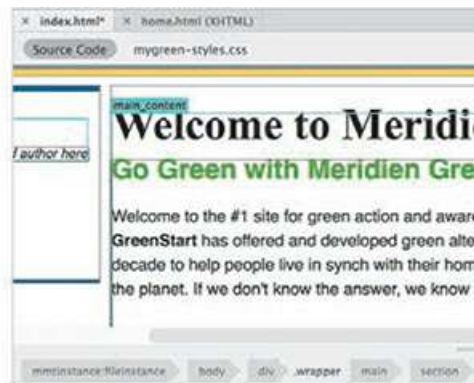 × index.html* × home.html (XHTML)
Source Code mygreen-styles.css
main_content
Welcome to Meridi
d author here
Go Green with Meridien Gre
Welcome to the #1 site for green action and aware
GreenStart has offered and developed green alte
decade to help people live in synch with their hom
the planet. If we don't know the answer, we know
mmtinstance:fileinstance body div .wrapper main section